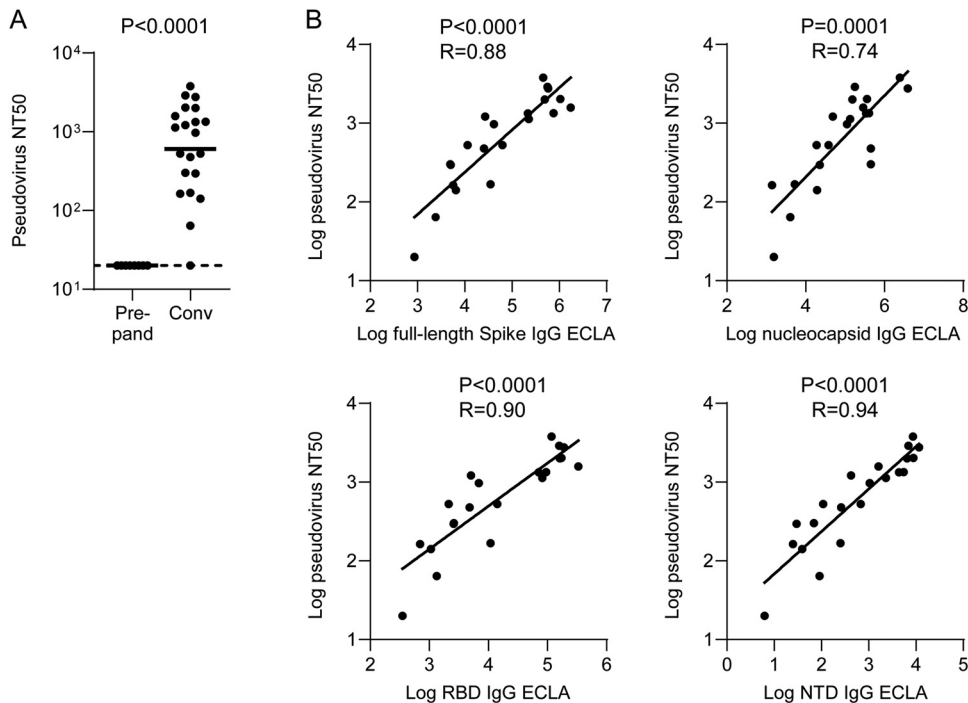 A
P<0.0001
Pseudovirus NT50
10⁴
10³
10²
10¹
Pre-
pand
Conv
B
P<0.0001
R=0.88
Log pseudovirus NT50
4
3
2
1
2 3 4 5 6 7
Log full-length Spike IgG ECLA
P=0.0001
R=0.74
Log pseudovirus NT50
4
3
2
1
2 4 6 8
Log nucleocapsid IgG ECLA
P<0.0001
R=0.90
Log pseudovirus NT50
4
3
2
1
2 3 4 5 6
Log RBD IgG ECLA
P<0.0001
R=0.94
Log pseudovirus NT50
4
3
2
1
0 1 2 3 4 5
Log NTD IgG ECLA